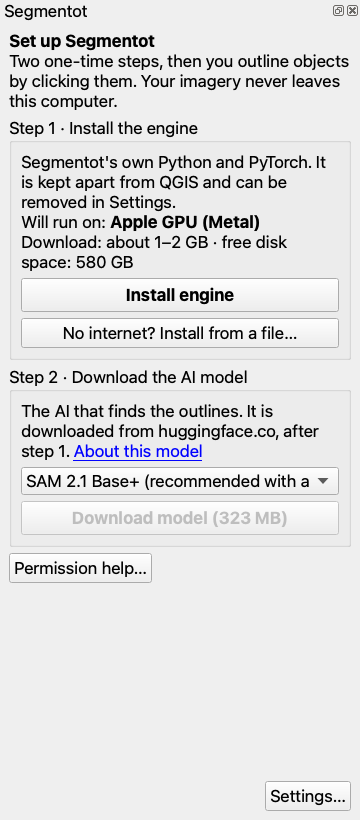 Segmentot
Set up Segmentot
Two one-time steps, then you outline objects
by clicking them. Your imagery never leaves
this computer.
Step 1 · Install the engine
Segmentot's own Python and PyTorch. It
is kept apart from QGIS and can be
removed in Settings.
Will run on: Apple GPU (Metal)
Download: about 1–2 GB · free disk
space: 580 GB
Install engine
No internet? Install from a file...
Step 2 · Download the AI model
The AI that finds the outlines. It is
downloaded from huggingface.co, after
step 1. About this model
SAM 2.1 Base+ (recommended with a
Download model (323 MB)
Permission help...
Settings...